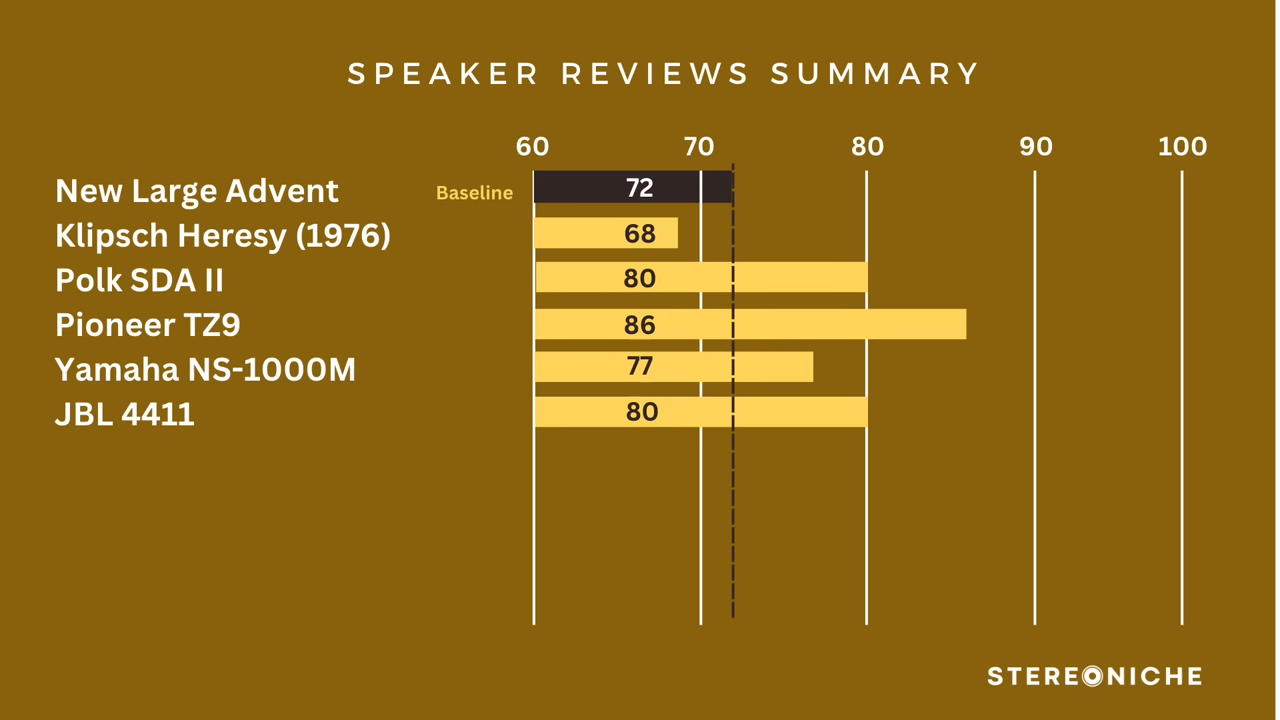 SPEAKER REVIEWS SUMMARY
60 70 80 90 100
New Large Advent Baseline 72
Klipsch Heresy (1976) 68
Polk SDA II 80
Pioneer TZ9 86
Yamaha NS-1000M 77
JBL 4411 80
STEREONICHE